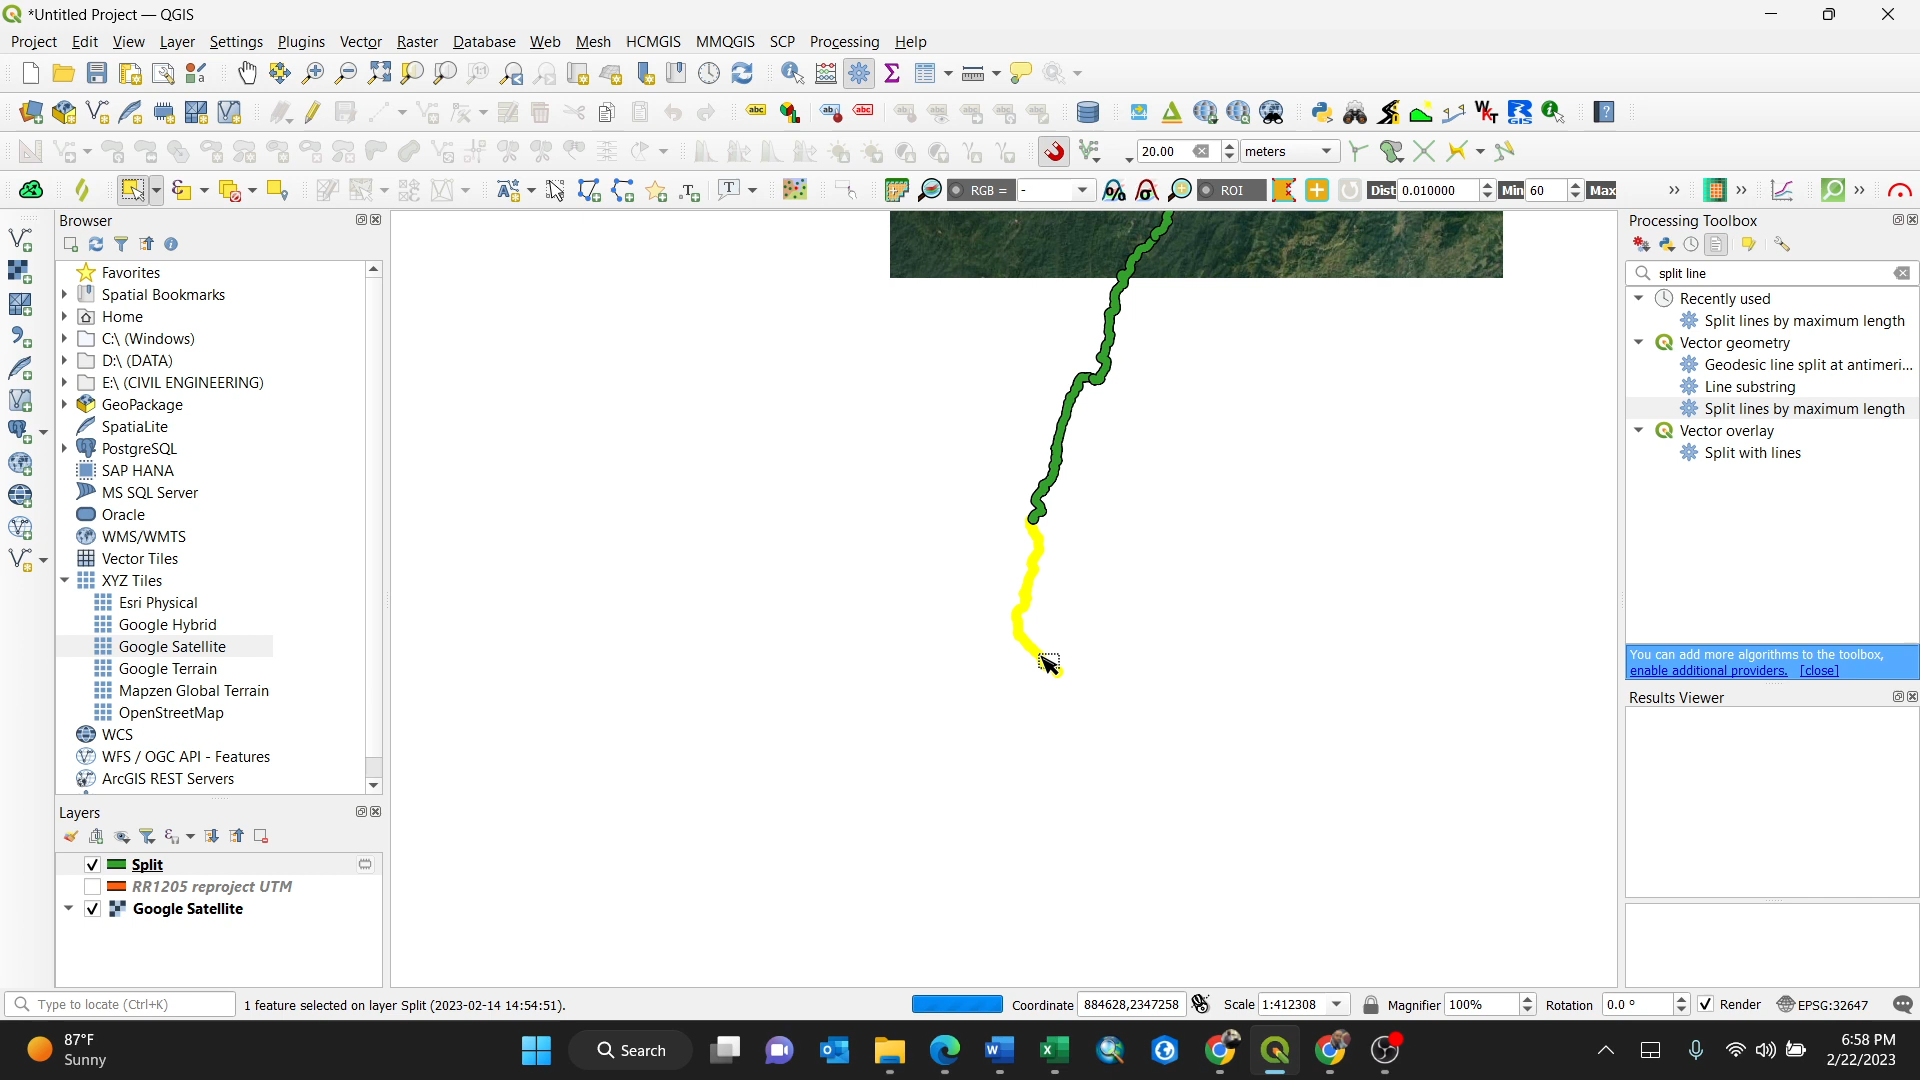 *Untitled Project — QGIS
Project Edit View Layer Settings Plugins Vector Raster Database Web Mesh HCMGIS MMQGIS SCP Processing Help
20.00 meters
RGB = - ROI Dist 0.010000 Min 60 Max » » »
Browser
Favorites
Spatial Bookmarks
Home
C:\ (Windows)
D:\ (DATA)
E:\ (CIVIL ENGINEERING)
GeoPackage
SpatiaLite
PostgreSQL
SAP HANA
MS SQL Server
Oracle
WMS/WMTS
Vector Tiles
XYZ Tiles
Esri Physical
Google Hybrid
Google Satellite
Google Terrain
Mapzen Global Terrain
OpenStreetMap
WCS
WFS / OGC API - Features
ArcGIS REST Servers
Layers
Split
RR1205 reproject UTM
Google Satellite
Processing Toolbox
split line
Recently used
Split lines by maximum length
Vector geometry
Geodesic line split at antimeri...
Line substring
Split lines by maximum length
Vector overlay
Split with lines
You can add more algorithms to the toolbox,
enable additional providers. [close]
Results Viewer
Type to locate (Ctrl+K) 1 feature selected on layer Split (2023-02-14 14:54:51). Coordinate 884628,2347258 Scale 1:412308 Magnifier 100% Rotation 0.0 ° Render EPSG:32647
87°F
Sunny
Search
6:58 PM
2/22/2023